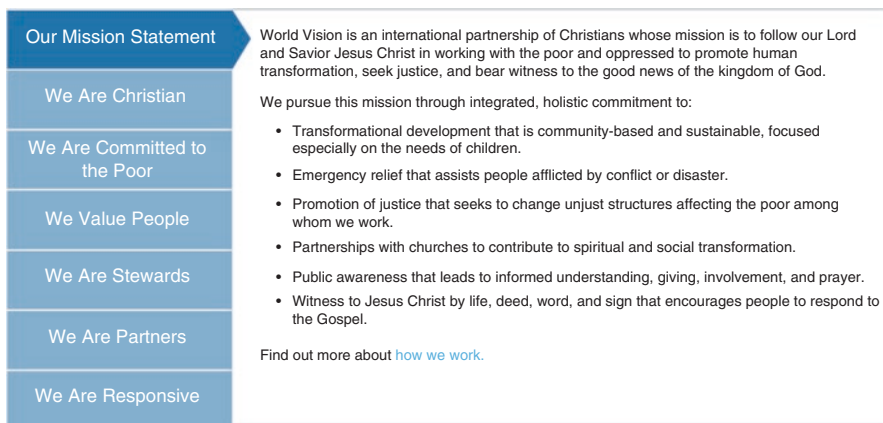 Our Mission Statement
We Are Christian
We Are Committed to
the Poor
We Value People
We Are Stewards
We Are Partners
We Are Responsive
World Vision is an international partnership of Christians whose mission is to follow our Lord
and Savior Jesus Christ in working with the poor and oppressed to promote human
transformation, seek justice, and bear witness to the good news of the kingdom of God.
We pursue this mission through integrated, holistic commitment to:
• Transformational development that is community-based and sustainable, focused
especially on the needs of children.
• Emergency relief that assists people afflicted by conflict or disaster.
• Promotion of justice that seeks to change unjust structures affecting the poor among
whom we work.
• Partnerships with churches to contribute to spiritual and social transformation.
• Public awareness that leads to informed understanding, giving, involvement, and prayer.
• Witness to Jesus Christ by life, deed, word, and sign that encourages people to respond to
the Gospel.
Find out more about how we work.